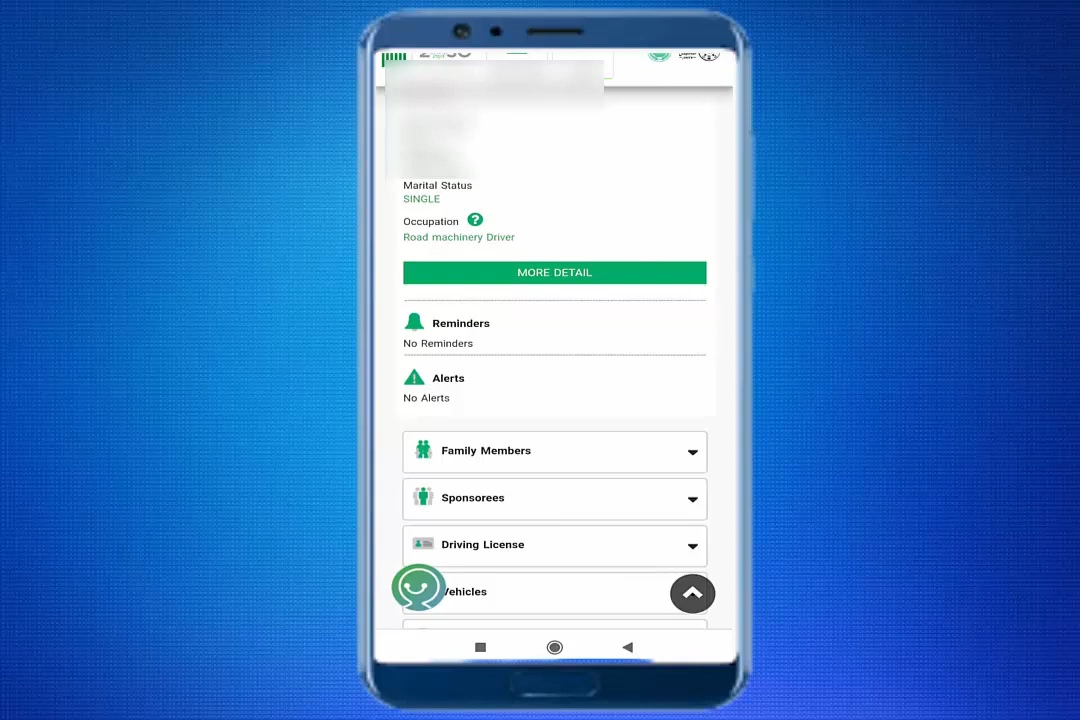 Marital Status
SINGLE
Occupation ?
Road machinery Driver
MORE DETAIL
Reminders
No Reminders
Alerts
No Alerts
Family Members
Sponsorees
Driving License
Vehicles